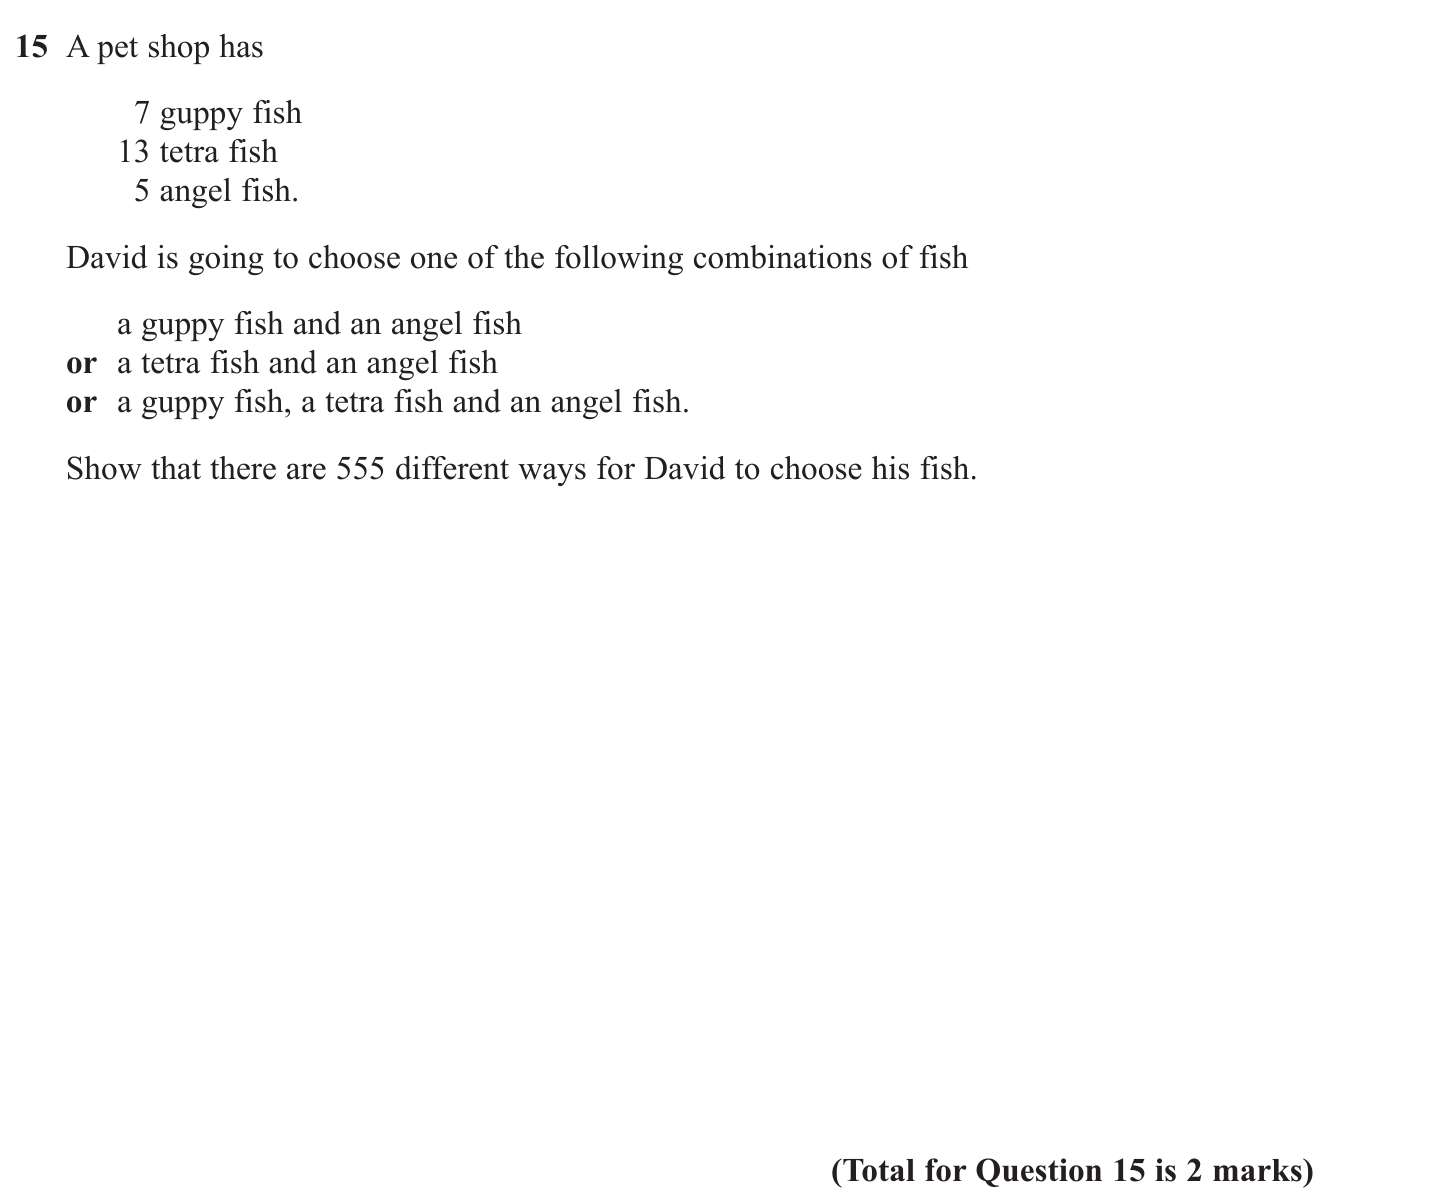 15 A pet shop has
7 guppy fish
13 tetra fish
5 angel fish.
David is going to choose one of the following combinations of fish
a guppy fish and an angel fish
or a tetra fish and an angel fish
or a guppy fish, a tetra fish and an angel fish.
Show that there are 555 different ways for David to choose his fish.
(Total for Question 15 is 2 marks)